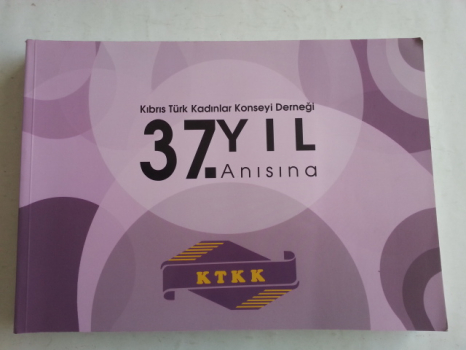 Kıbrıs Türk Kadınlar Konseyi Derneği
37. YIL
Anısına
KTKK